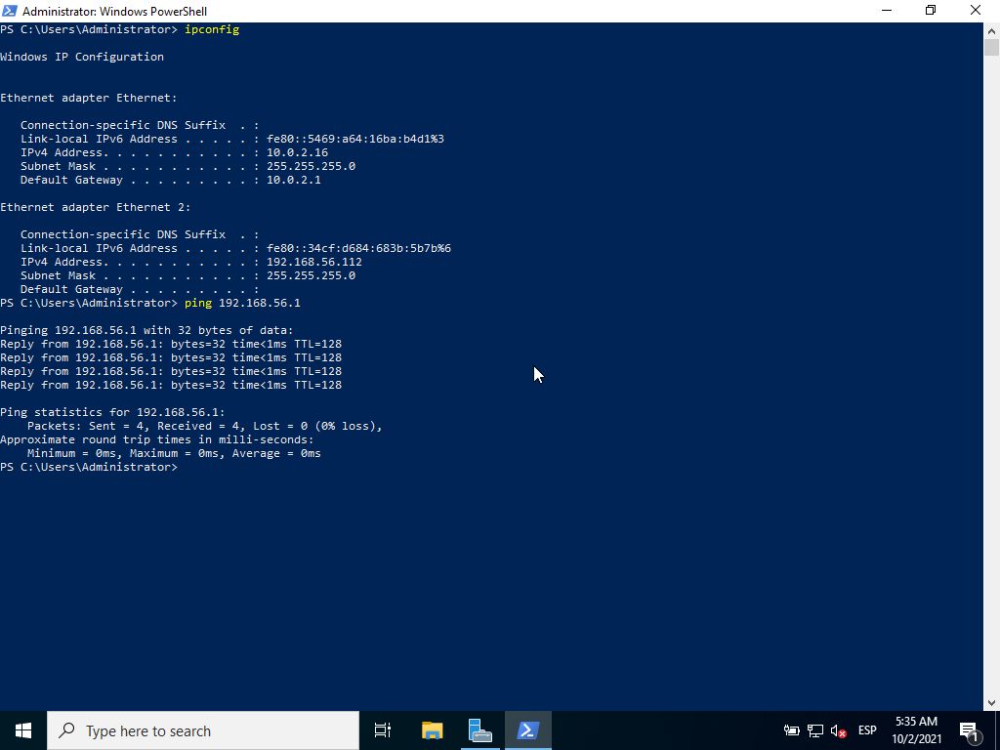 Administrator: Windows PowerShell
PS C:\Users\Administrator> ipconfig
Windows IP Configuration
Ethernet adapter Ethernet:
   Connection-specific DNS Suffix  . :
   Link-local IPv6 Address . . . . . : fe80::5469:a64:16ba:b4d1%3
   IPv4 Address. . . . . . . . . . . : 10.0.2.16
   Subnet Mask . . . . . . . . . . . : 255.255.255.0
   Default Gateway . . . . . . . . . : 10.0.2.1
Ethernet adapter Ethernet 2:
   Connection-specific DNS Suffix  . :
   Link-local IPv6 Address . . . . . : fe80::34cf:d684:683b:5b7b%6
   IPv4 Address. . . . . . . . . . . : 192.168.56.112
   Subnet Mask . . . . . . . . . . . : 255.255.255.0
   Default Gateway . . . . . . . . . :
PS C:\Users\Administrator> ping 192.168.56.1
Pinging 192.168.56.1 with 32 bytes of data:
Reply from 192.168.56.1: bytes=32 time<1ms TTL=128
Reply from 192.168.56.1: bytes=32 time<1ms TTL=128
Reply from 192.168.56.1: bytes=32 time<1ms TTL=128
Reply from 192.168.56.1: bytes=32 time<1ms TTL=128
Ping statistics for 192.168.56.1:
    Packets: Sent = 4, Received = 4, Lost = 0 (0% loss),
Approximate round trip times in milli-seconds:
    Minimum = 0ms, Maximum = 0ms, Average = 0ms
PS C:\Users\Administrator>
Type here to search
ESP
5:35 AM
10/2/2021
1